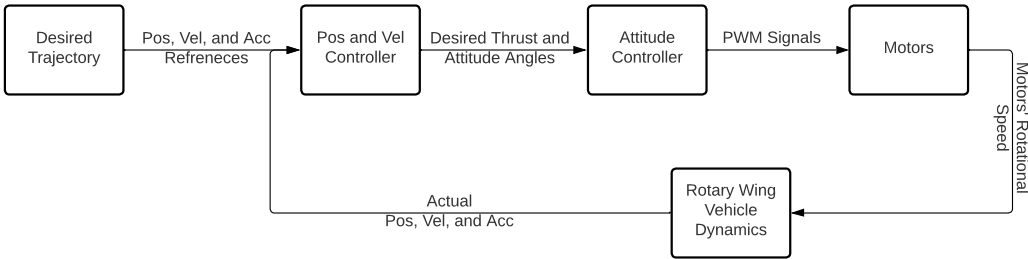 Desired
Trajectory
Pos, Vel, and Acc
Refreneces
Pos and Vel
Controller
Desired Thrust and
Attitude Angles
Attitude
Controller
PWM Signals
Motors
Motors' Rotational
Speed
Rotary Wing
Vehicle
Dynamics
Actual
Pos, Vel, and Acc